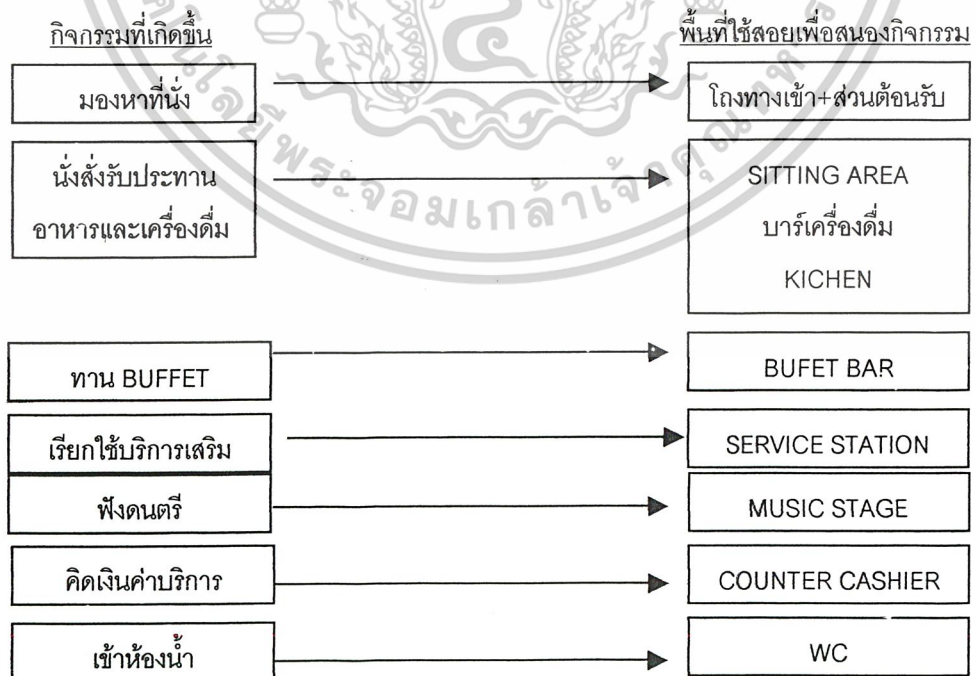 กิจกรรมที่เกิดขึ้น
พื้นที่ใช้สอยเพื่อสนองกิจกรรม
มองหาที่นั่ง
โถงทางเข้า+ส่วนต้อนรับ
นั่งสั่งรับประทาน
อาหารและเครื่องดื่ม
SITTING AREA
บาร์เครื่องดื่ม
KICHEN
ทาน BUFFET
BUFET BAR
เรียกใช้บริการเสริม
SERVICE STATION
ฟังดนตรี
MUSIC STAGE
คิดเงินค่าบริการ
COUNTER CASHIER
เข้าห้องน้ำ
WC